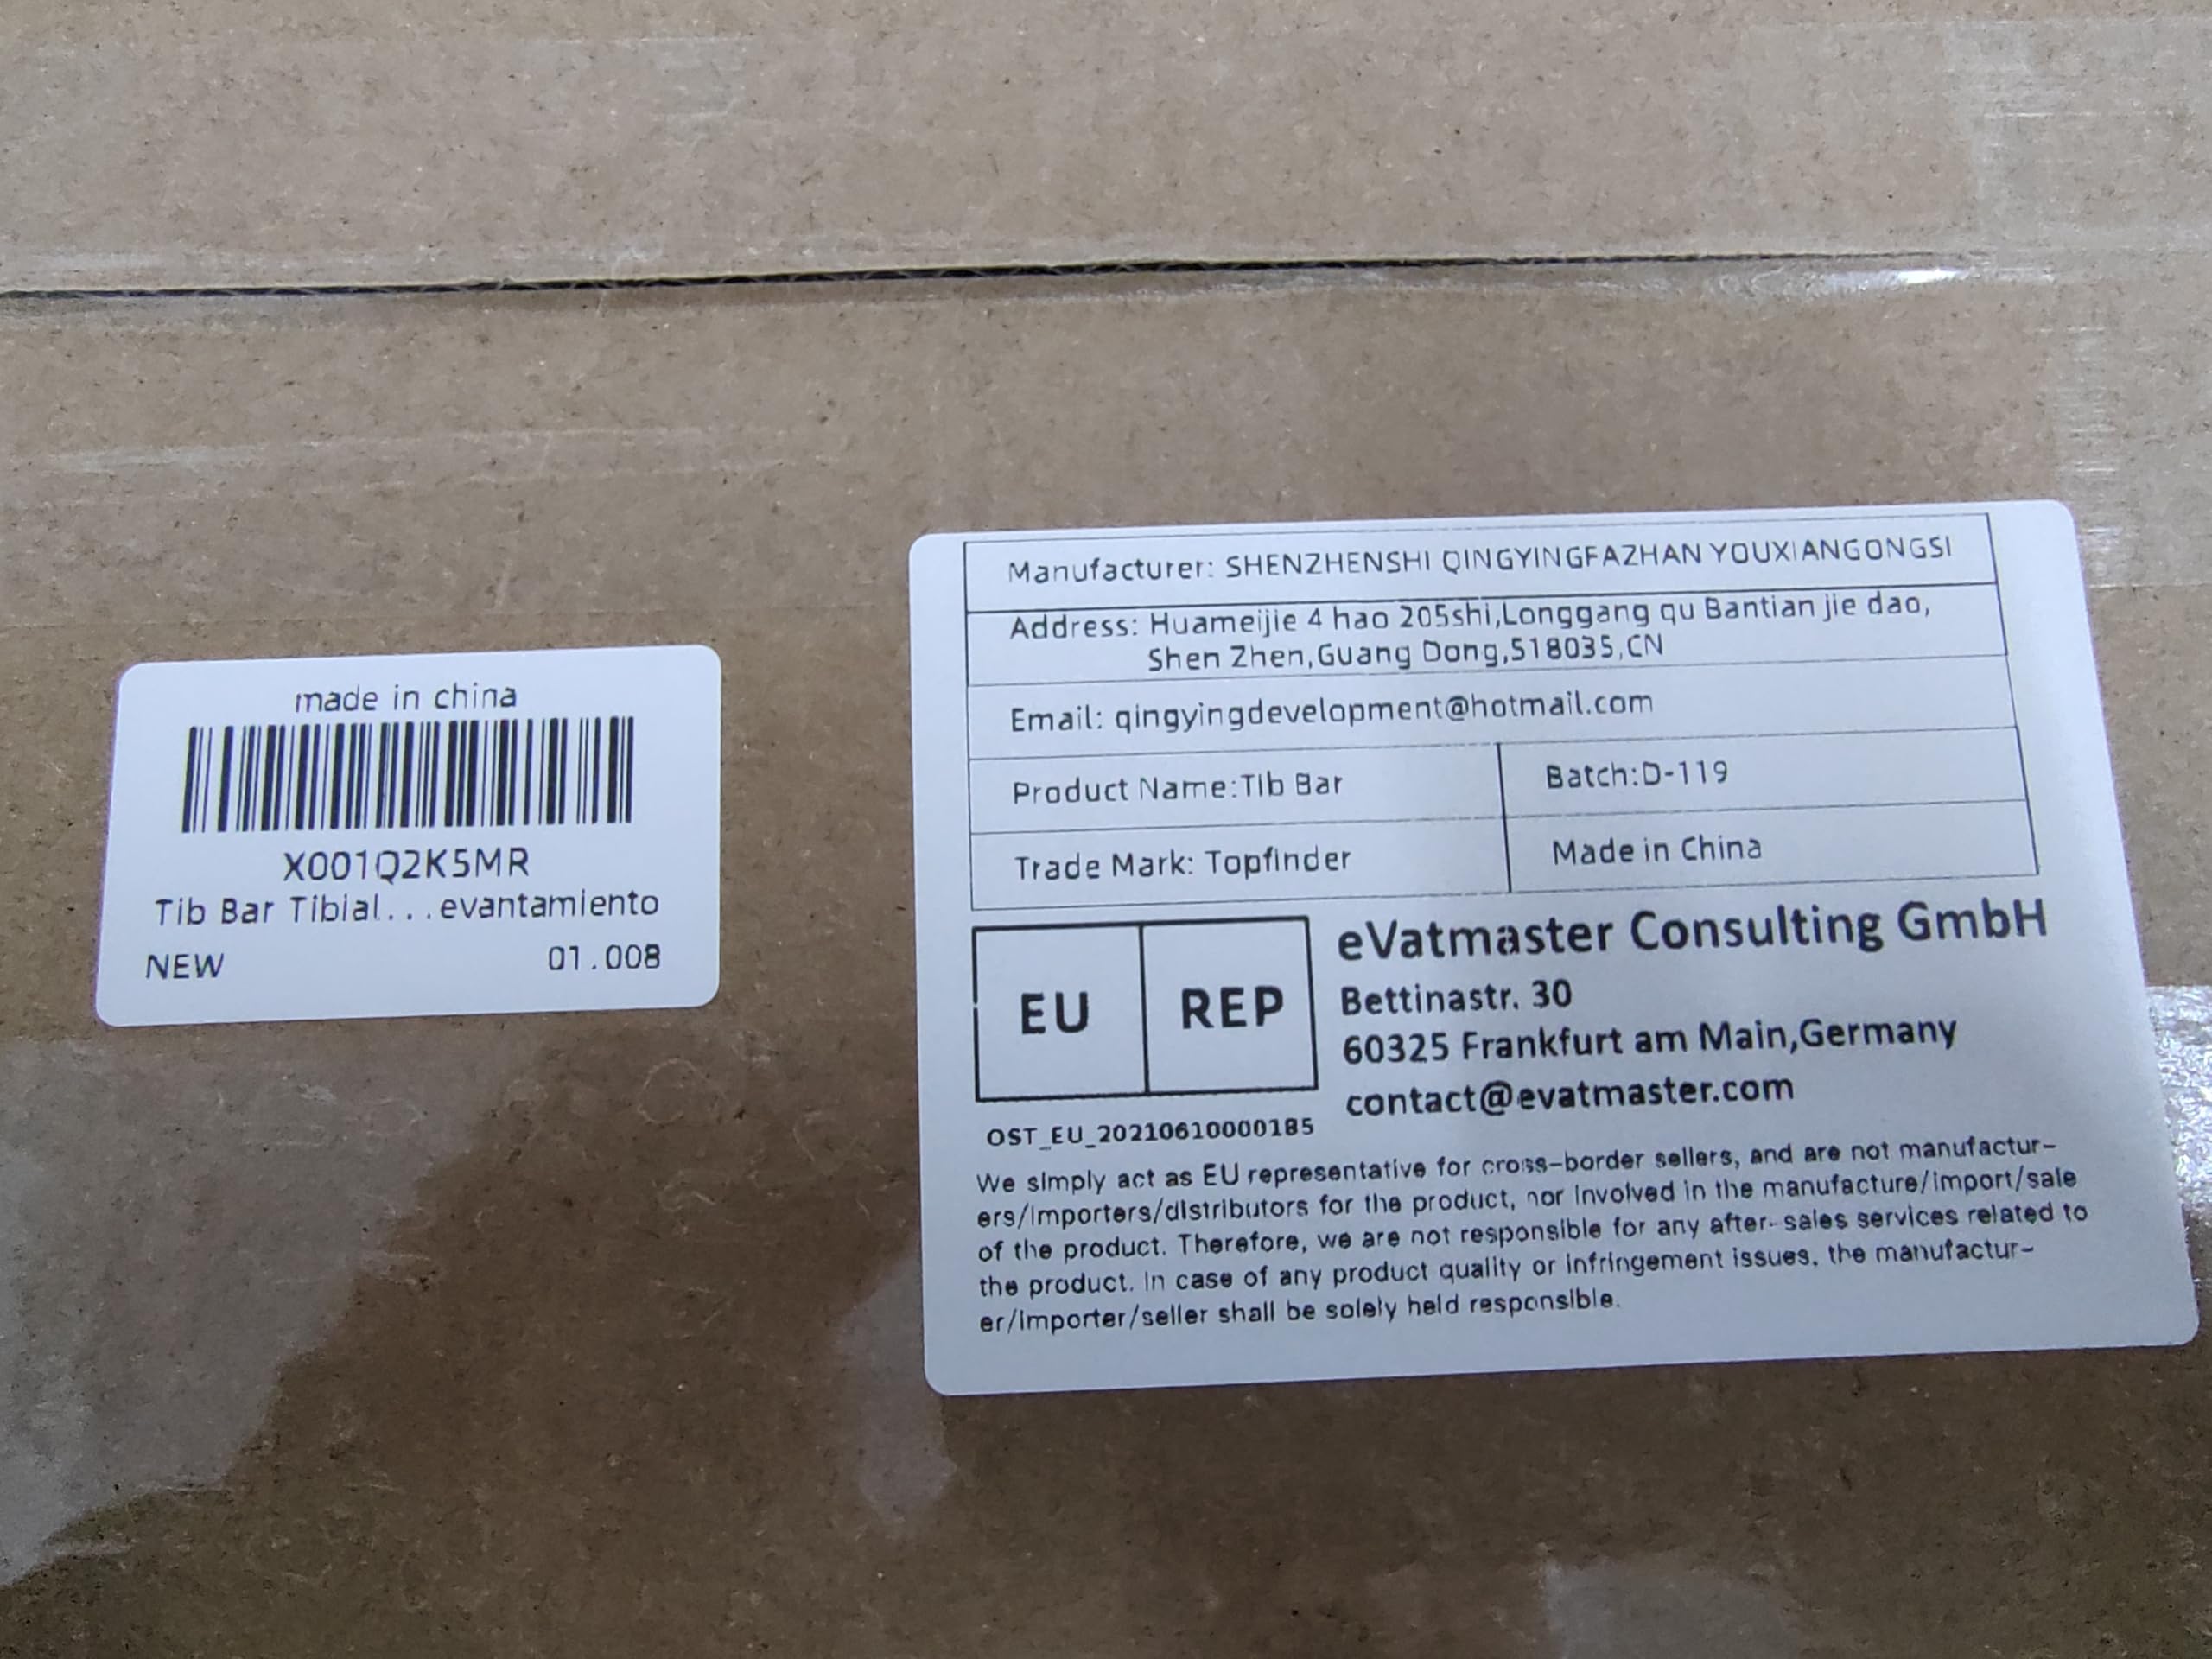 made in china
X001Q2K5MR
Tib Bar Tibial...evantamiento
NEW 01.008
Manufacturer: SHENZHENSHI QINGYINGFAZHAN YOUXIANGONGSI
Address: Huameijie 4 hao 205shi,Longgang qu Bantian jie dao,
Shen Zhen,Guang Dong,518035,CN
Email: qingyingdevelopment@hotmail.com
Product Name:Tib Bar Batch:D-119
Trade Mark: Topfinder Made in China
EU REP
eVatmaster Consulting GmbH
Bettinastr. 30
60325 Frankfurt am Main,Germany
contact@evatmaster.com
OST_EU_20210610000185
We simply act as EU representative for cross-border sellers, and are not manufactur-
ers/importers/distributors for the product, nor involved in the manufacture/import/sale
of the product. Therefore, we are not responsible for any after-sales services related to
the product. In case of any product quality or infringement issues, the manufactur-
er/importer/seller shall be solely held responsible.